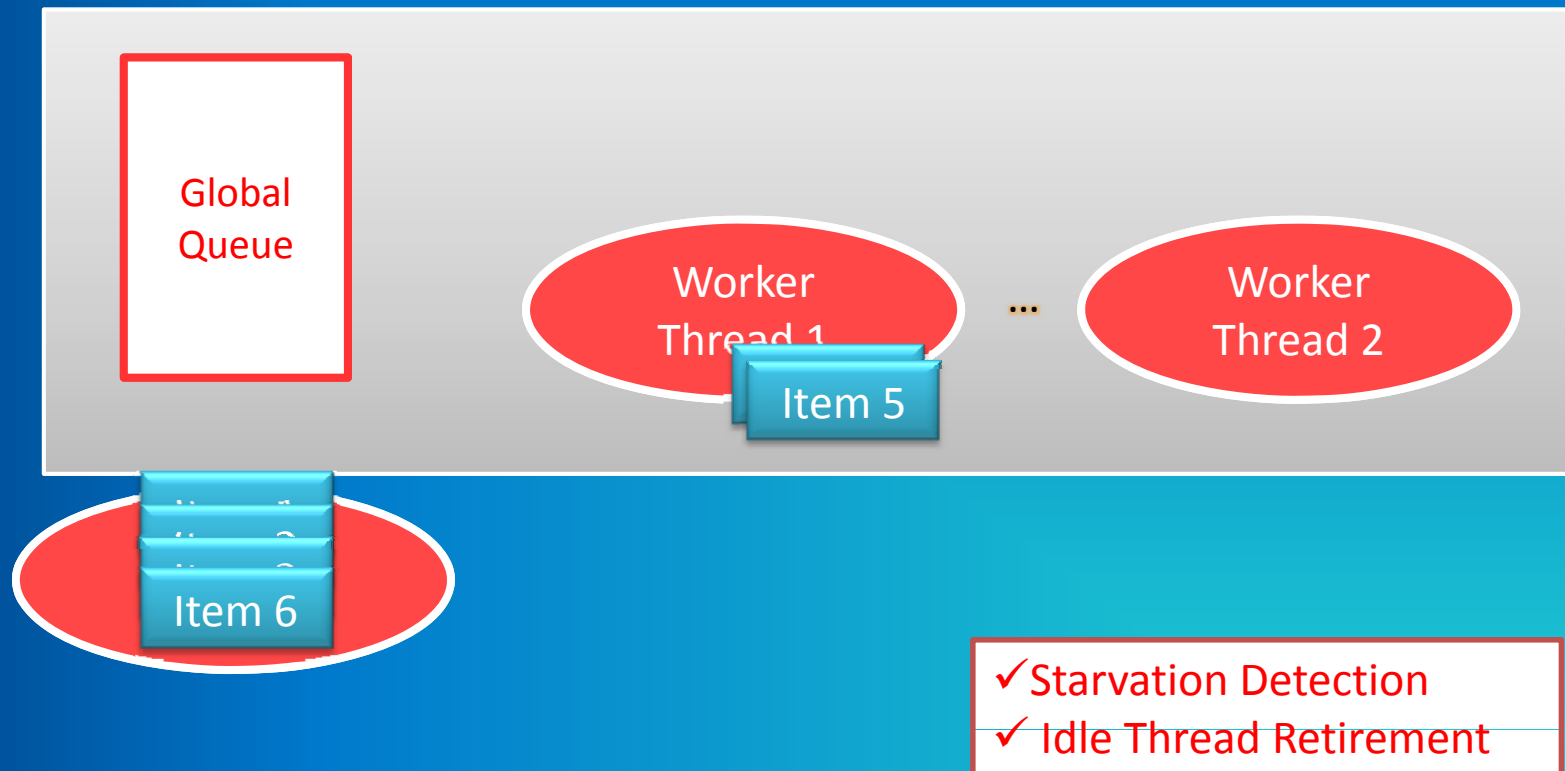 Global
Queue
Worker
Thread 1
...
Worker
Thread 2
Item 5
Item 6
✓Starvation Detection
✓ Idle Thread Retirement